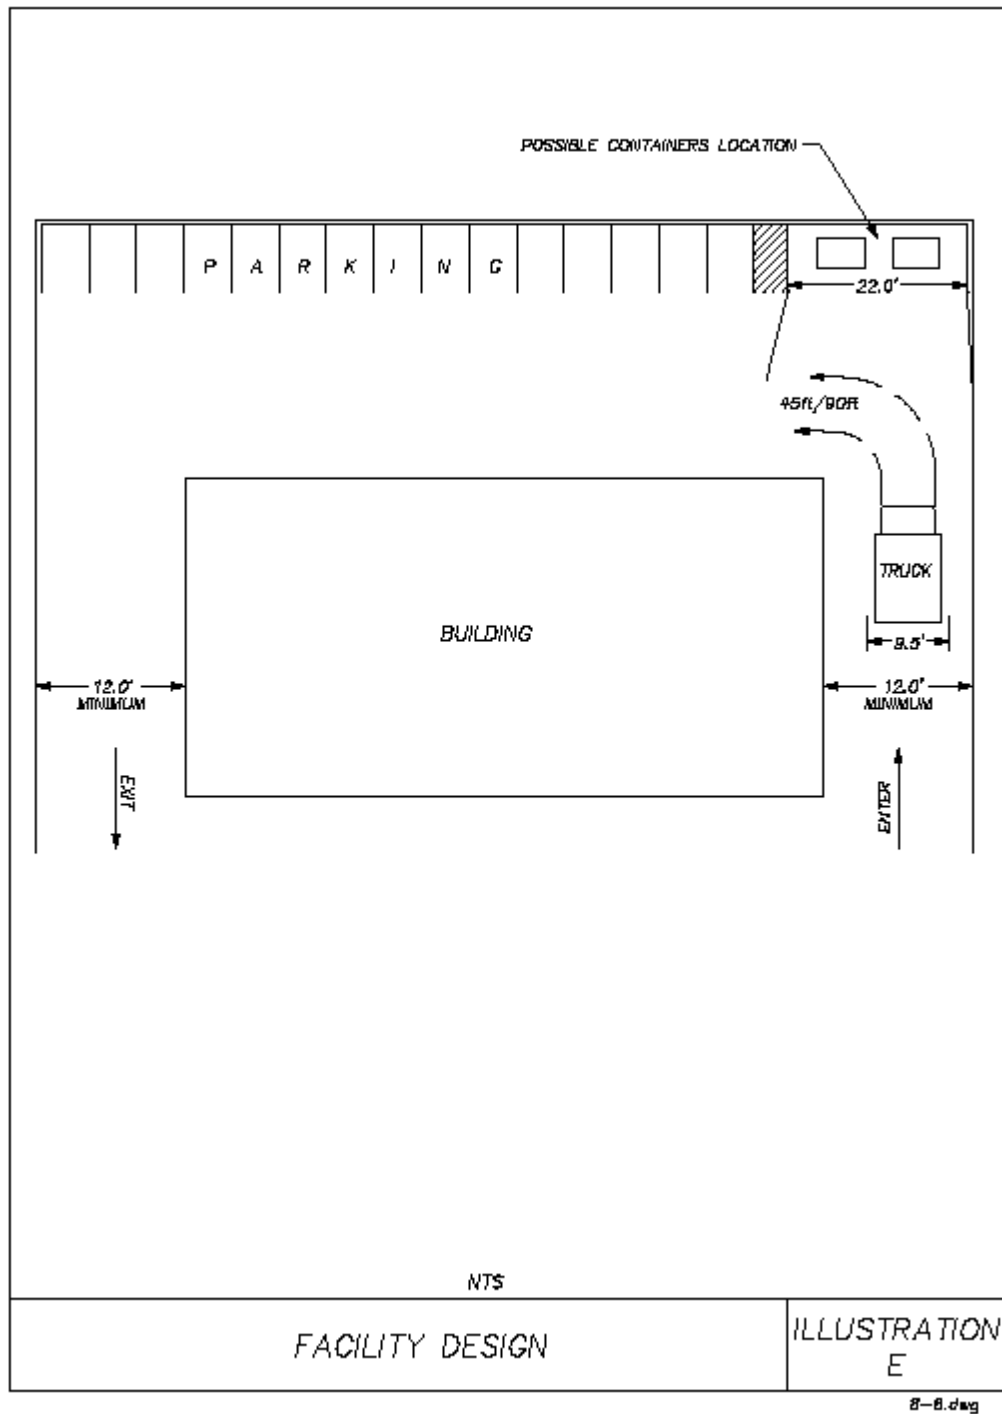 POSSIBLE CONTAINERS LOCATION
P A R K I N G
22.0'
45ft/90ft
TRUCK
9.5'
BUILDING
12.0'
MINIMUM
12.0'
MINIMUM
EXIT
ENTER
NTS
FACILITY DESIGN
ILLUSTRATION
E
8-6.dwg